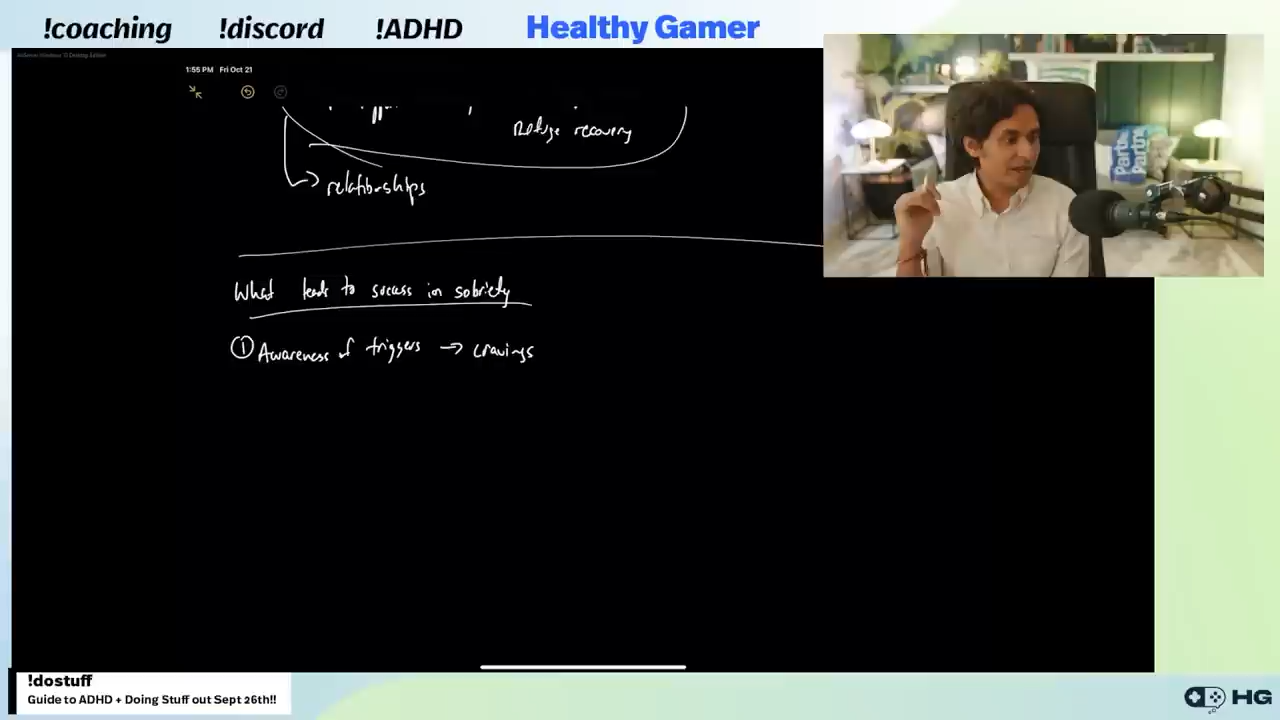 !coaching !discord !ADHD Healthy Gamer
1:55 PM Fri Oct 21
Refuge recovery
relationships
What leads to success in sobriety
① Awareness of triggers → cravings
!dostuff
Guide to ADHD + Doing Stuff out Sept 26th!!
HG